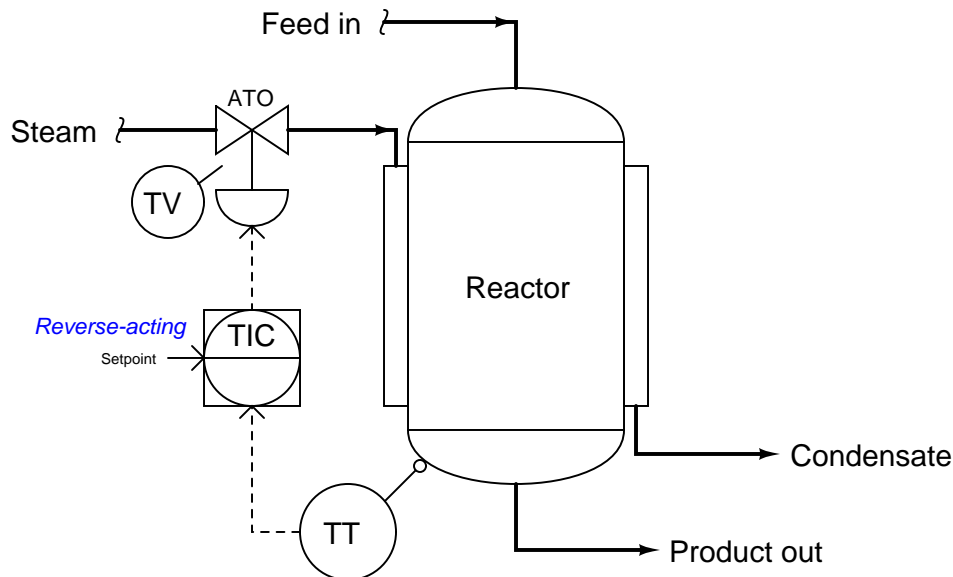 Feed in
ATO
Steam
TV
Reactor
Reverse-acting
TIC
Setpoint
Condensate
TT
Product out